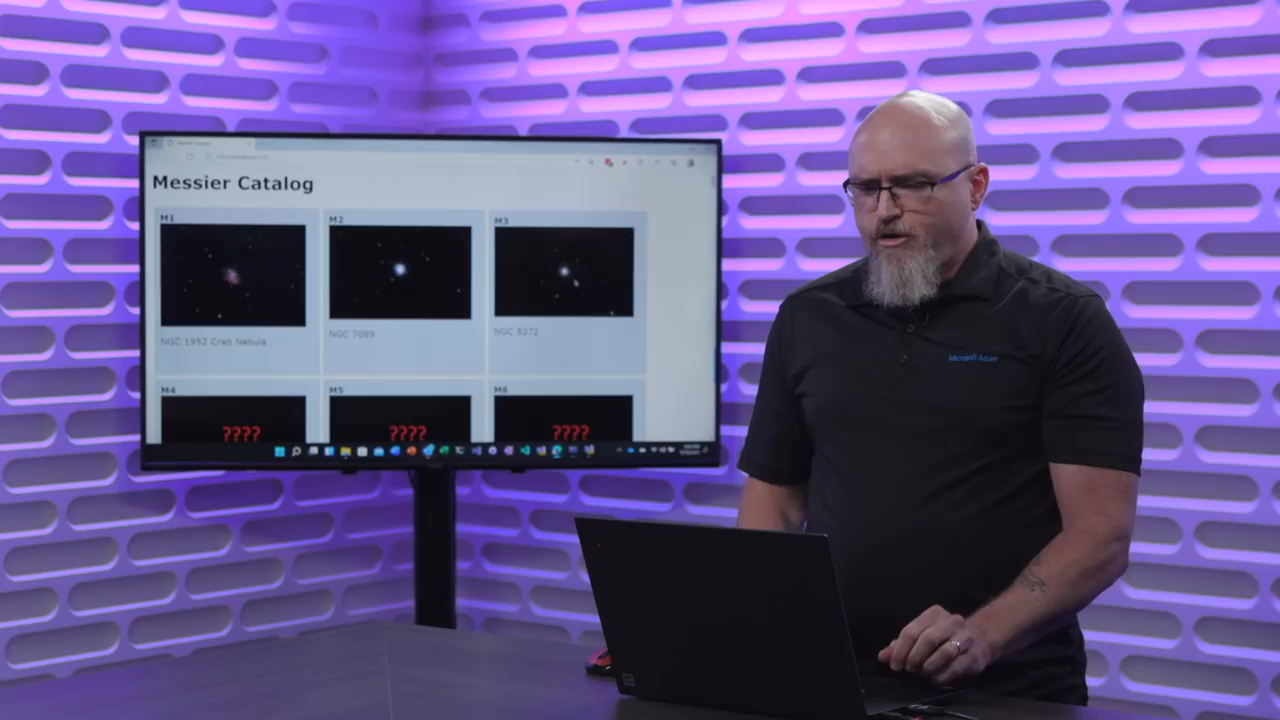 Messier Catalog
M1
M2
M3
NGC 1952 Crab Nebula
NGC 7089
NGC 5272
M4
M5
M6
????
????
????
Microsoft Azure